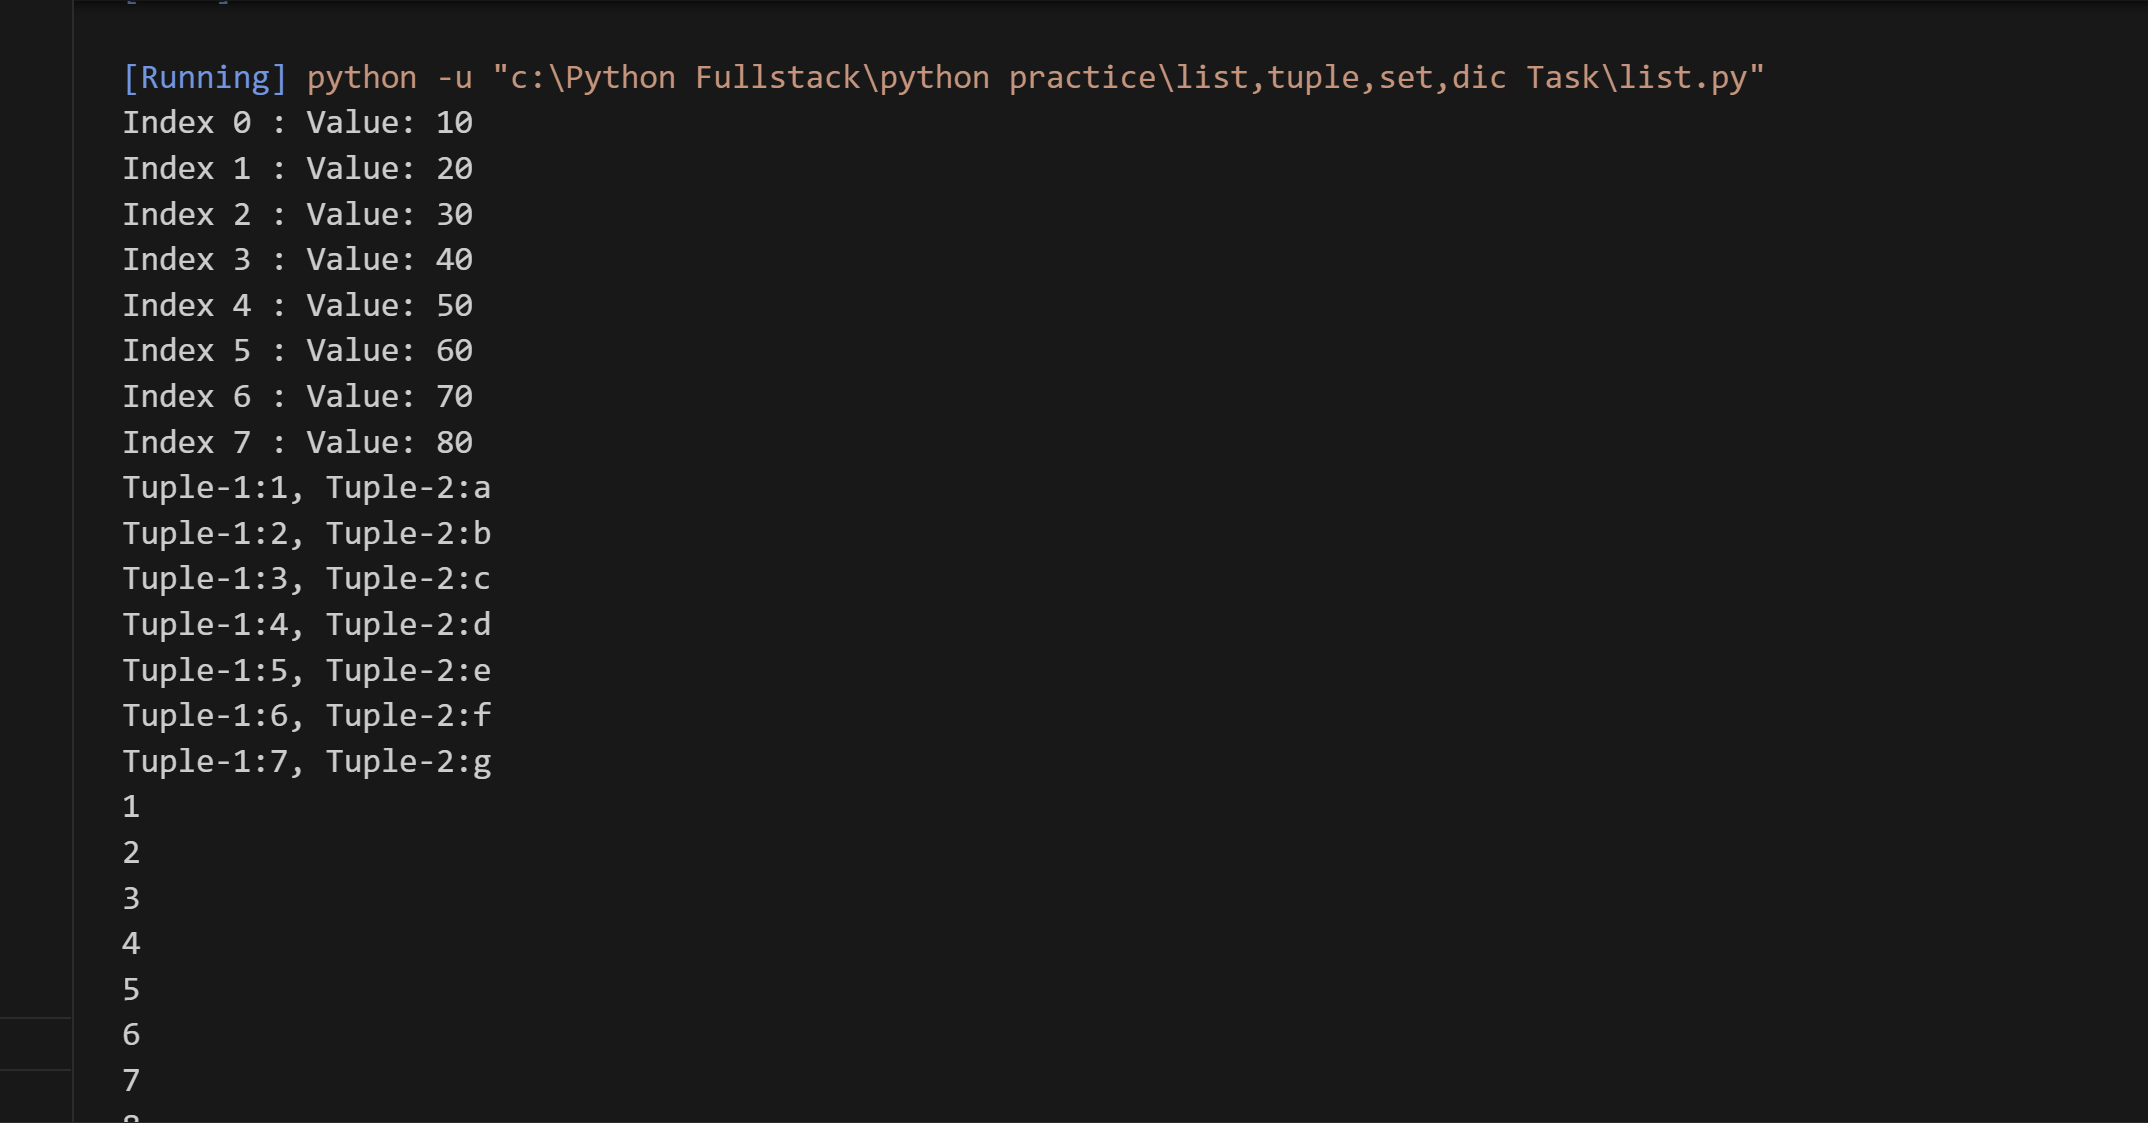 [Running] python -u "c:\Python Fullstack\python practice\list,tuple,set,dic Task\list.py"
Index 0 : Value: 10
Index 1 : Value: 20
Index 2 : Value: 30
Index 3 : Value: 40
Index 4 : Value: 50
Index 5 : Value: 60
Index 6 : Value: 70
Index 7 : Value: 80
Tuple-1:1, Tuple-2:a
Tuple-1:2, Tuple-2:b
Tuple-1:3, Tuple-2:c
Tuple-1:4, Tuple-2:d
Tuple-1:5, Tuple-2:e
Tuple-1:6, Tuple-2:f
Tuple-1:7, Tuple-2:g
1
2
3
4
5
6
7